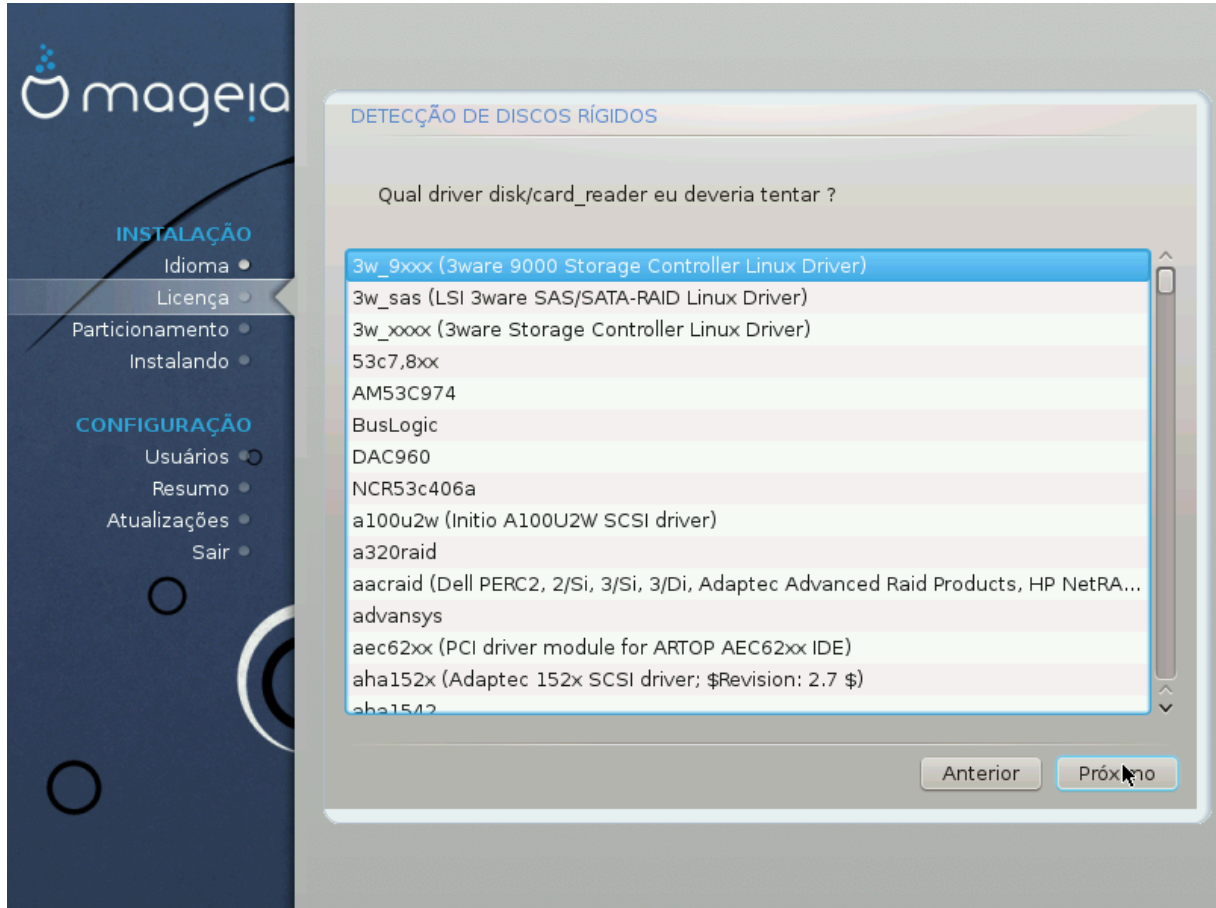 mageia
INSTALAÇÃO
Idioma
Licença
Particionamento
Instalando
CONFIGURAÇÃO
Usuários
Resumo
Atualizações
Sair
DETECÇÃO DE DISCOS RÍGIDOS
Qual driver disk/card_reader eu deveria tentar ?
3w_9xxx (3ware 9000 Storage Controller Linux Driver)
3w_sas (LSI 3ware SAS/SATA-RAID Linux Driver)
3w_xxxx (3ware Storage Controller Linux Driver)
53c7,8xx
AM53C974
BusLogic
DAC960
NCR53c406a
a100u2w (Initio A100U2W SCSI driver)
a320raid
aacraid (Dell PERC2, 2/Si, 3/Si, 3/Di, Adaptec Advanced Raid Products, HP NetRA...
advansys
aec62xx (PCI driver module for ARTOP AEC62xx IDE)
aha152x (Adaptec 152x SCSI driver; $Revision: 2.7 $)
aha1542
Anterior
Próximo